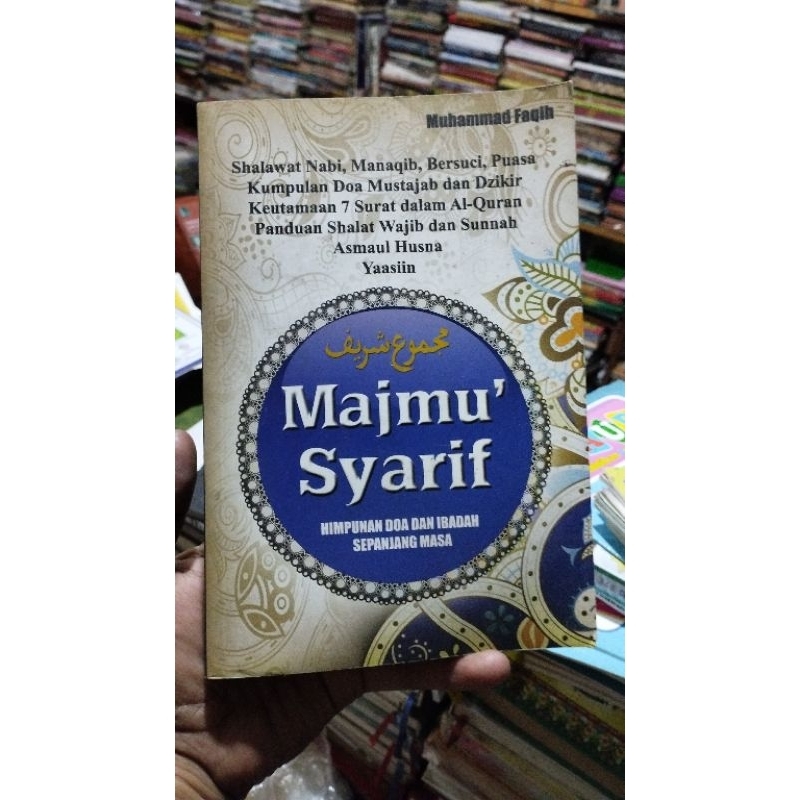 Muhammad Faqih
Shalawat Nabi, Manaqib, Bersuci, Puasa
Kumpulan Doa Mustajab dan Dzikir
Keutamaan 7 Surat dalam Al-Quran
Panduan Shalat Wajib dan Sunnah
Asmaul Husna
Yaasiin
مجموع شريف
Majmu'
Syarif
HIMPUNAN DOA DAN IBADAH
SEPANJANG MASA